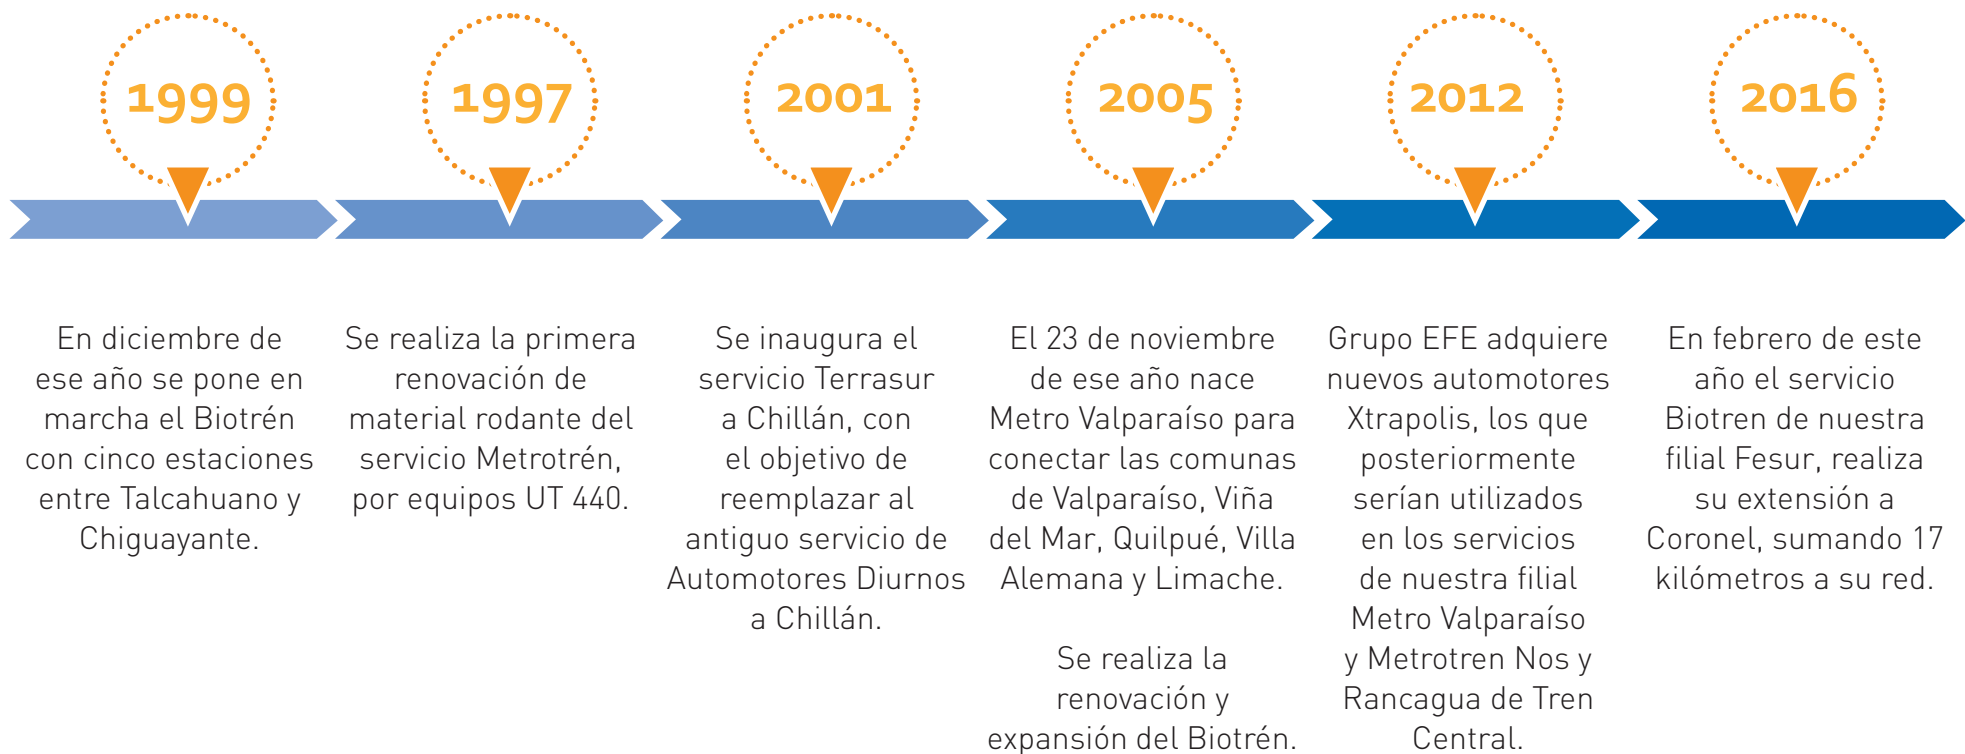 1999
En diciembre de
ese año se pone en
marcha el Biotrén
con cinco estaciones
entre Talcahuano y
Chiguayante.
1997
Se realiza la primera
renovación de
material rodante del
servicio Metrotrén,
por equipos UT 440.
2001
Se inaugura el
servicio Terrasur
a Chillán, con
el objetivo de
reemplazar al
antiguo servicio de
Automotores Diurnos
a Chillán.
2005
El 23 de noviembre
de ese año nace
Metro Valparaíso para
conectar las comunas
de Valparaíso, Viña
del Mar, Quilpué, Villa
Alemana y Limache.
Se realiza la
renovación y
expansión del Biotrén.
2012
Grupo EFE adquiere
nuevos automotores
Xtrapolis, los que
posteriormente
serían utilizados
en los servicios
de nuestra filial
Metro Valparaíso
y Metrotren Nos y
Rancagua de Tren
Central.
2016
En febrero de este
año el servicio
Biotren de nuestra
filial Fesur, realiza
su extensión a
Coronel, sumando 17
kilómetros a su red.